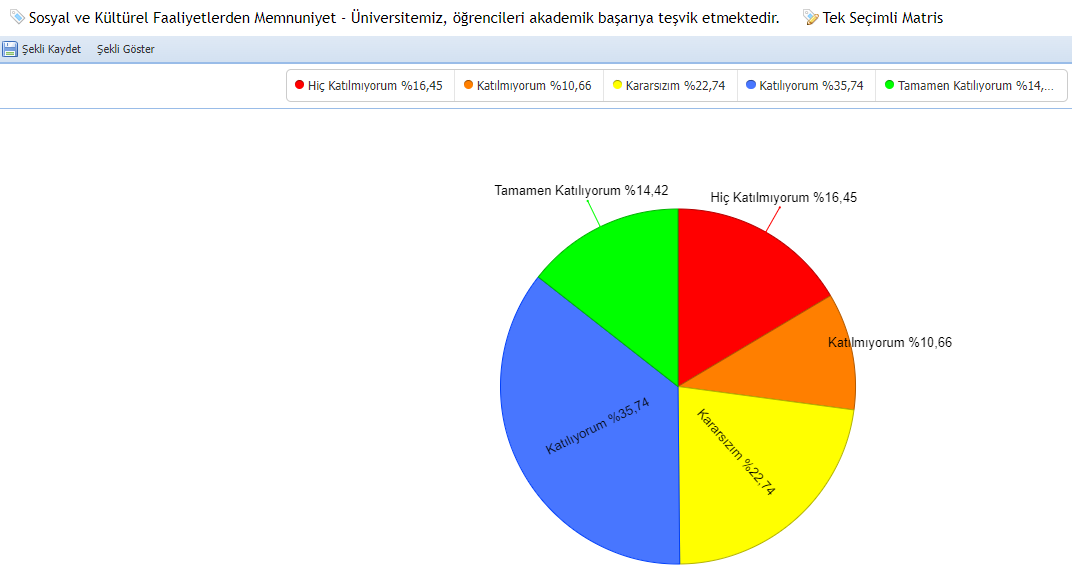 Sosyal ve Kültürel Faaliyetlerden Memnuniyet - Üniversitemiz, öğrencileri akademik başarıya teşvik etmektedir. Tek Seçimli Matris
Şekli Kaydet Şekli Göster
Hiç Katılmıyorum %16,45 Katılmıyorum %10,66 Kararsızım %22,74 Katılıyorum %35,74 Tamamen Katılıyorum %14,...
Tamamen Katılıyorum %14,42
Hiç Katılmıyorum %16,45
Katılmıyorum %10,66
Katılıyorum %35,74
Kararsızım %22,74